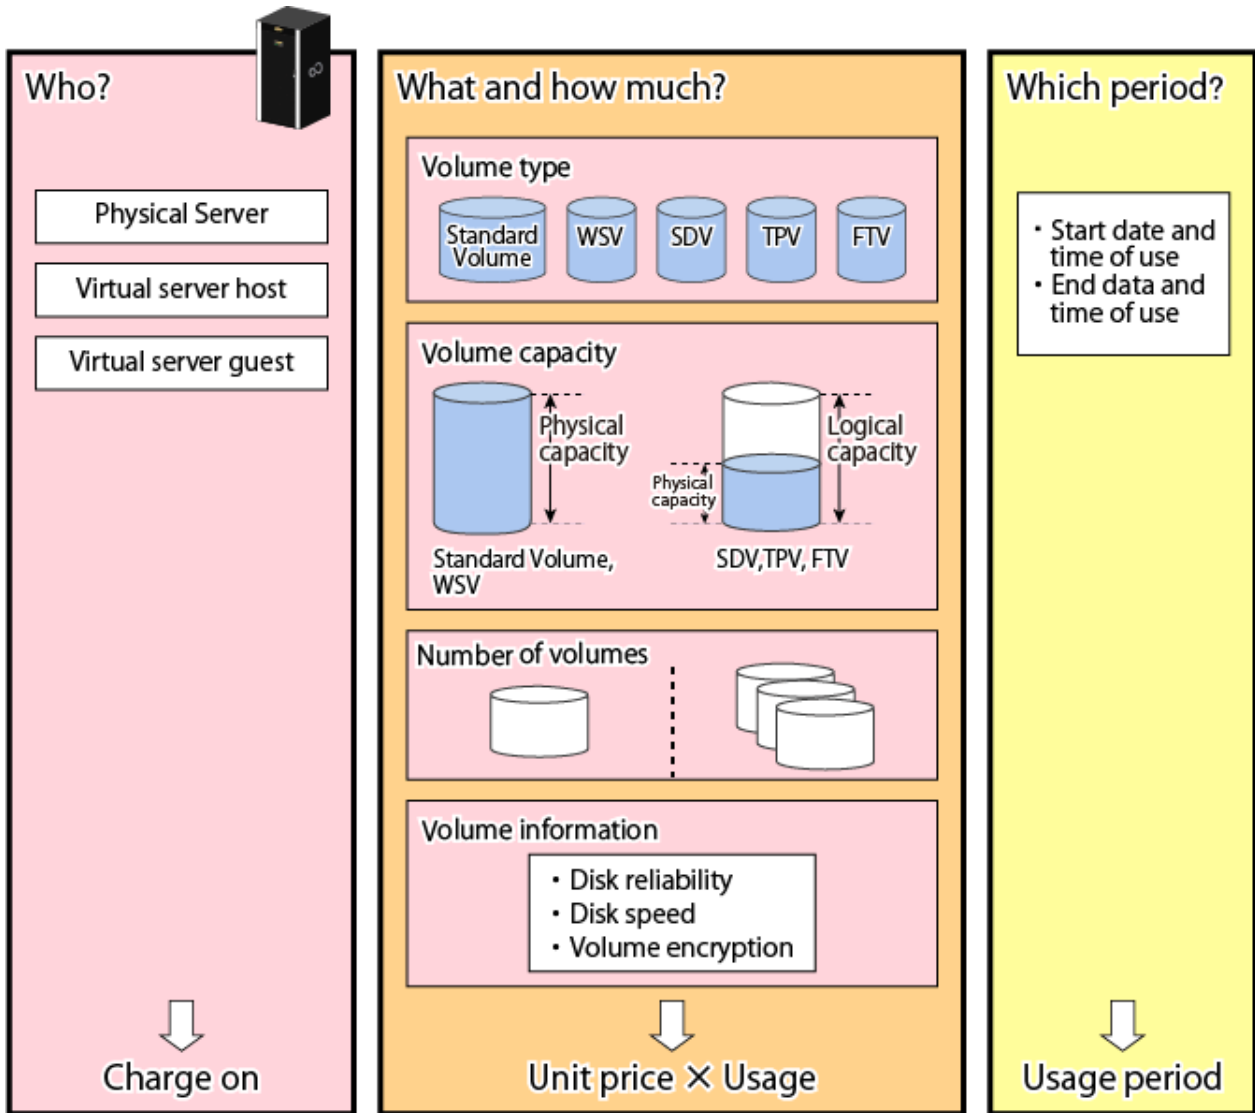 Who?
Physical Server
Virtual server host
Virtual server guest
Charge on
What and how much?
Volume type
Standard
Volume
WSV
SDV
TPV
FTV
Volume capacity
Physical
capacity
Standard Volume,
WSV
Logical
capacity
Physical
capacity
SDV,TPV, FTV
Number of volumes
Volume information
・Disk reliability
・Disk speed
・Volume encryption
Unit price × Usage
Which period?
・Start date and
time of use
・End data and
time of use
Usage period